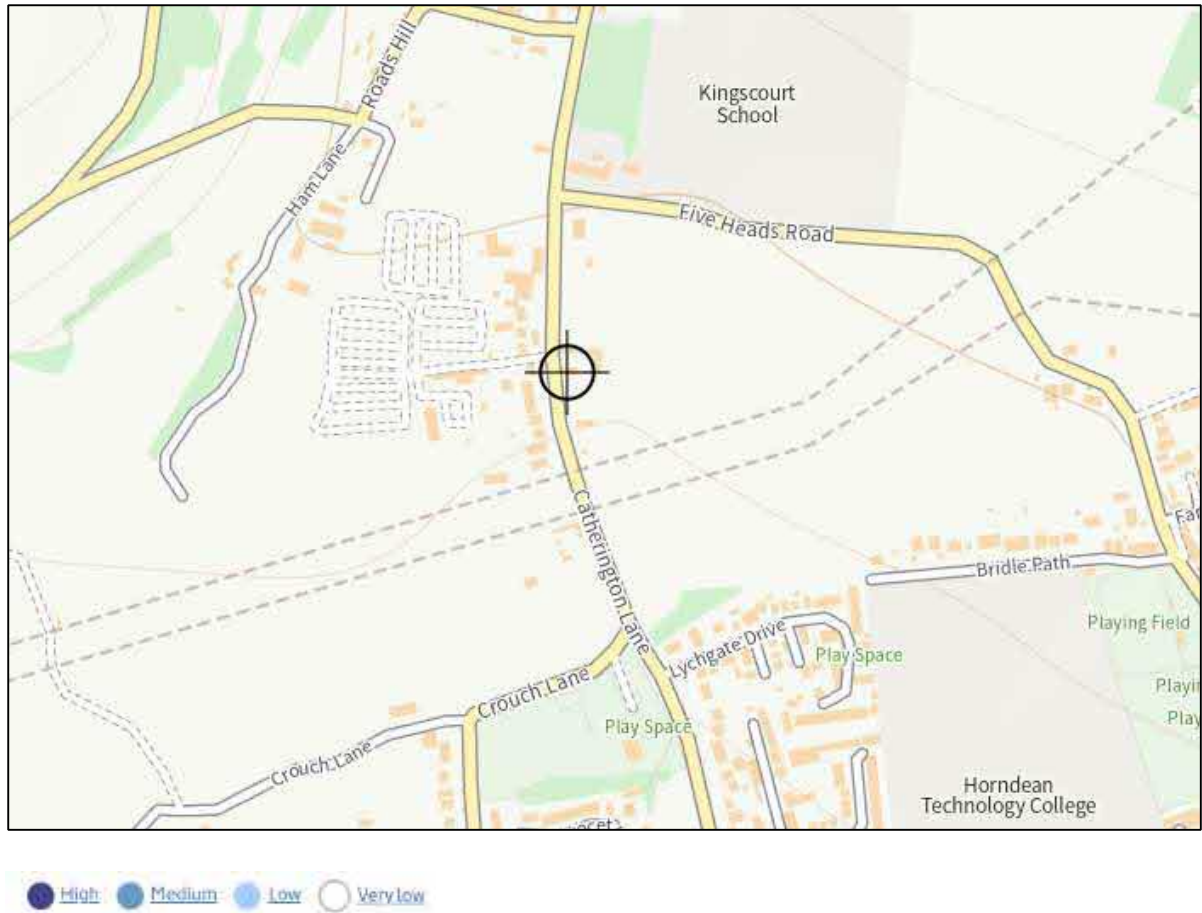 Roads Hill
Kingscourt
School
Ham Lane
Five Heads Road
Catherington Lane
Bridle Path
Playing Field
Lychgate Drive
Play Space
Crouch Lane
Play Space
Crouch Lane
Horndean
Technology College
High Medium Low Very low